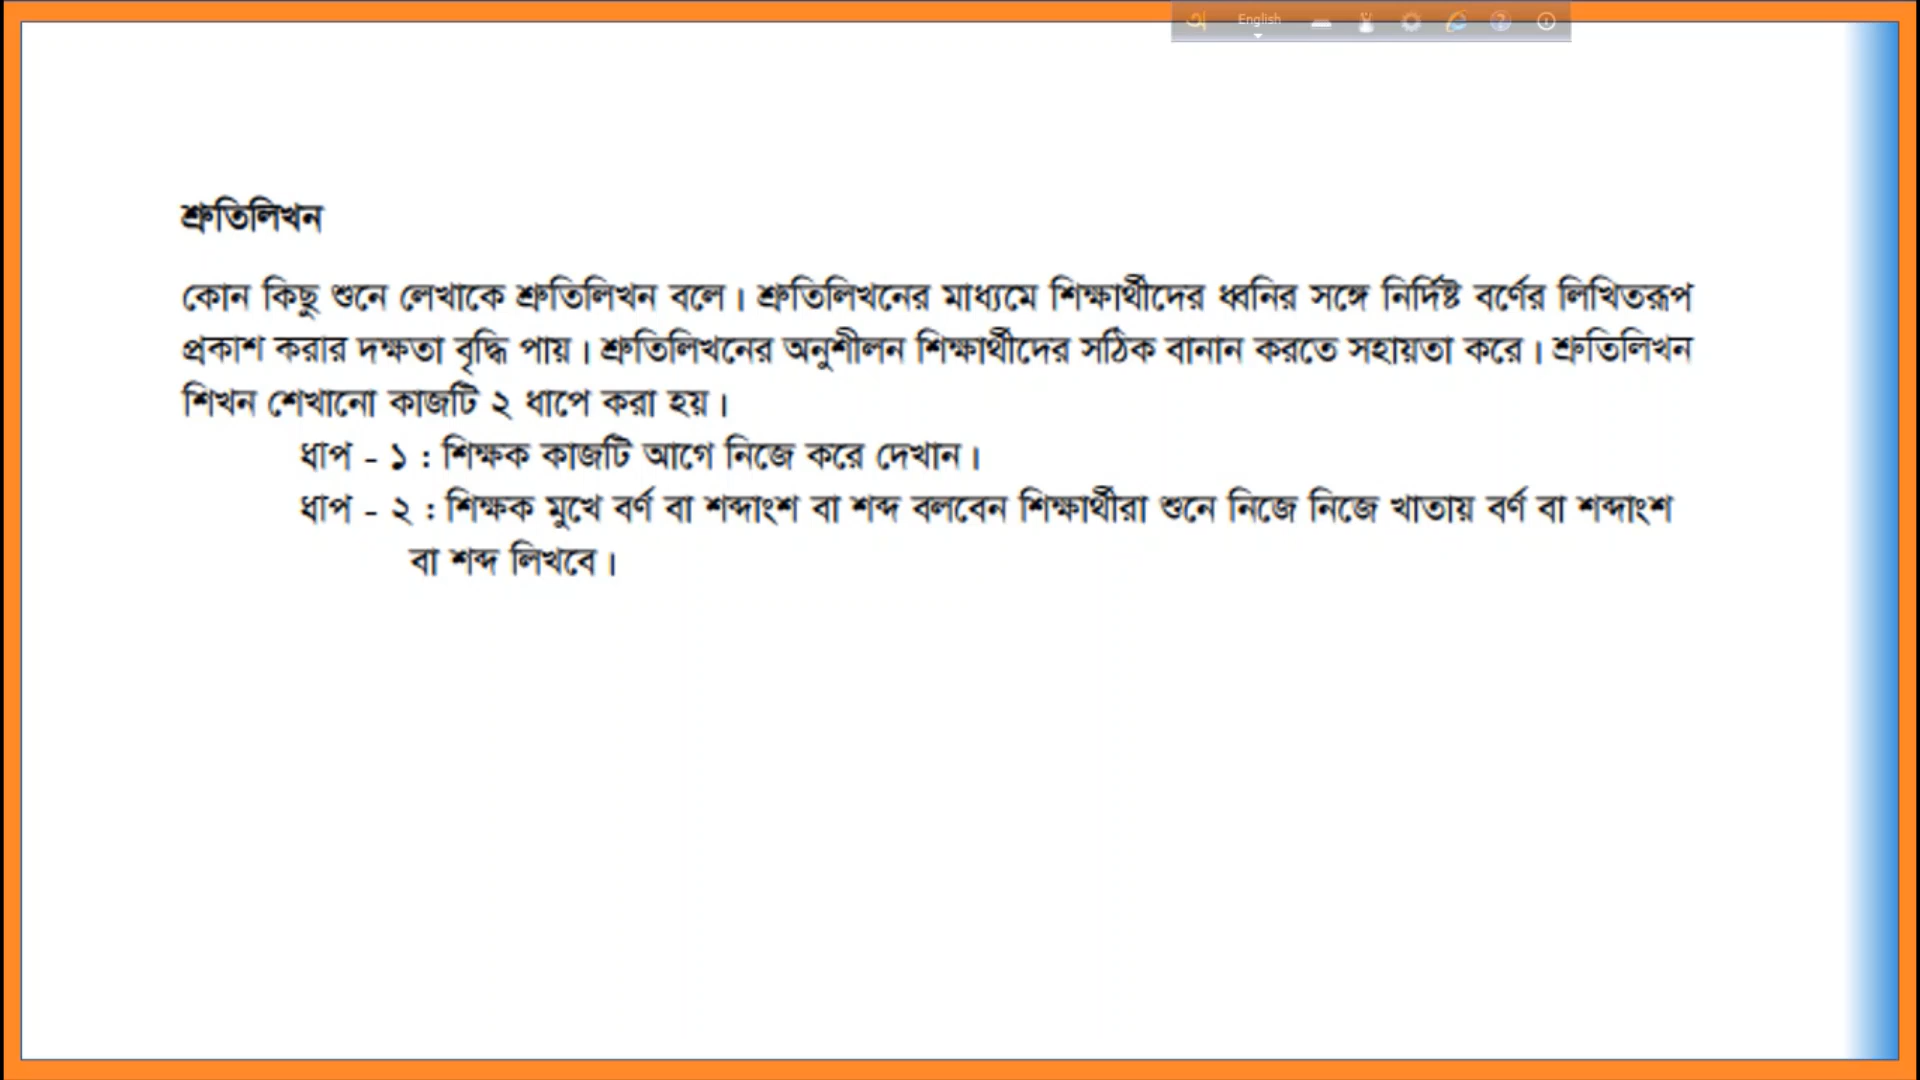 English
শ্রুতিলিখন
কোন কিছু শুনে লেখাকে শ্রুতিলিখন বলে। শ্রুতিলিখনের মাধ্যমে শিক্ষার্থীদের ধ্বনির সঙ্গে নির্দিষ্ট বর্ণের লিখিতরূপ
প্রকাশ করার দক্ষতা বৃদ্ধি পায়। শ্রুতিলিখনের অনুশীলন শিক্ষার্থীদের সঠিক বানান করতে সহায়তা করে। শ্রুতিলিখন
শিখন শেখানো কাজটি ২ ধাপে করা হয়।
ধাপ - ১ : শিক্ষক কাজটি আগে নিজে করে দেখান।
ধাপ - ২ : শিক্ষক মুখে বর্ণ বা শব্দাংশ বা শব্দ বলবেন শিক্ষার্থীরা শুনে নিজে নিজে খাতায় বর্ণ বা শব্দাংশ
বা শব্দ লিখবে।